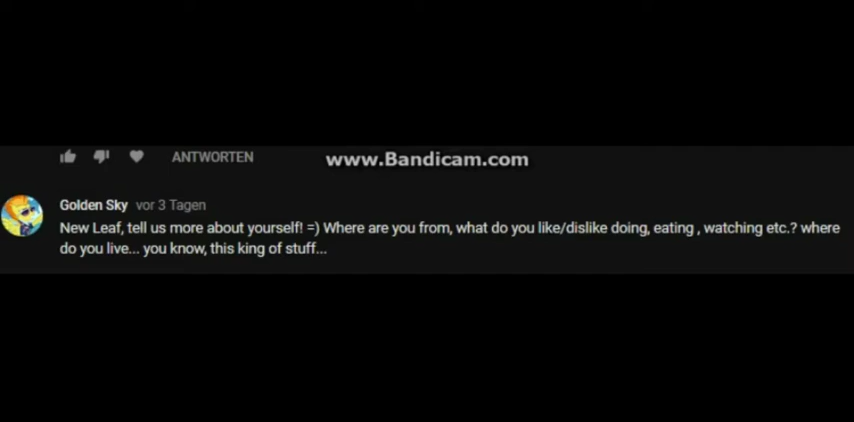 ANTWORTEN www.Bandicam.com
Golden Sky vor 3 Tagen
New Leaf, tell us more about yourself! =) Where are you from, what do you like/dislike doing, eating , watching etc.? where
do you live... you know, this king of stuff...